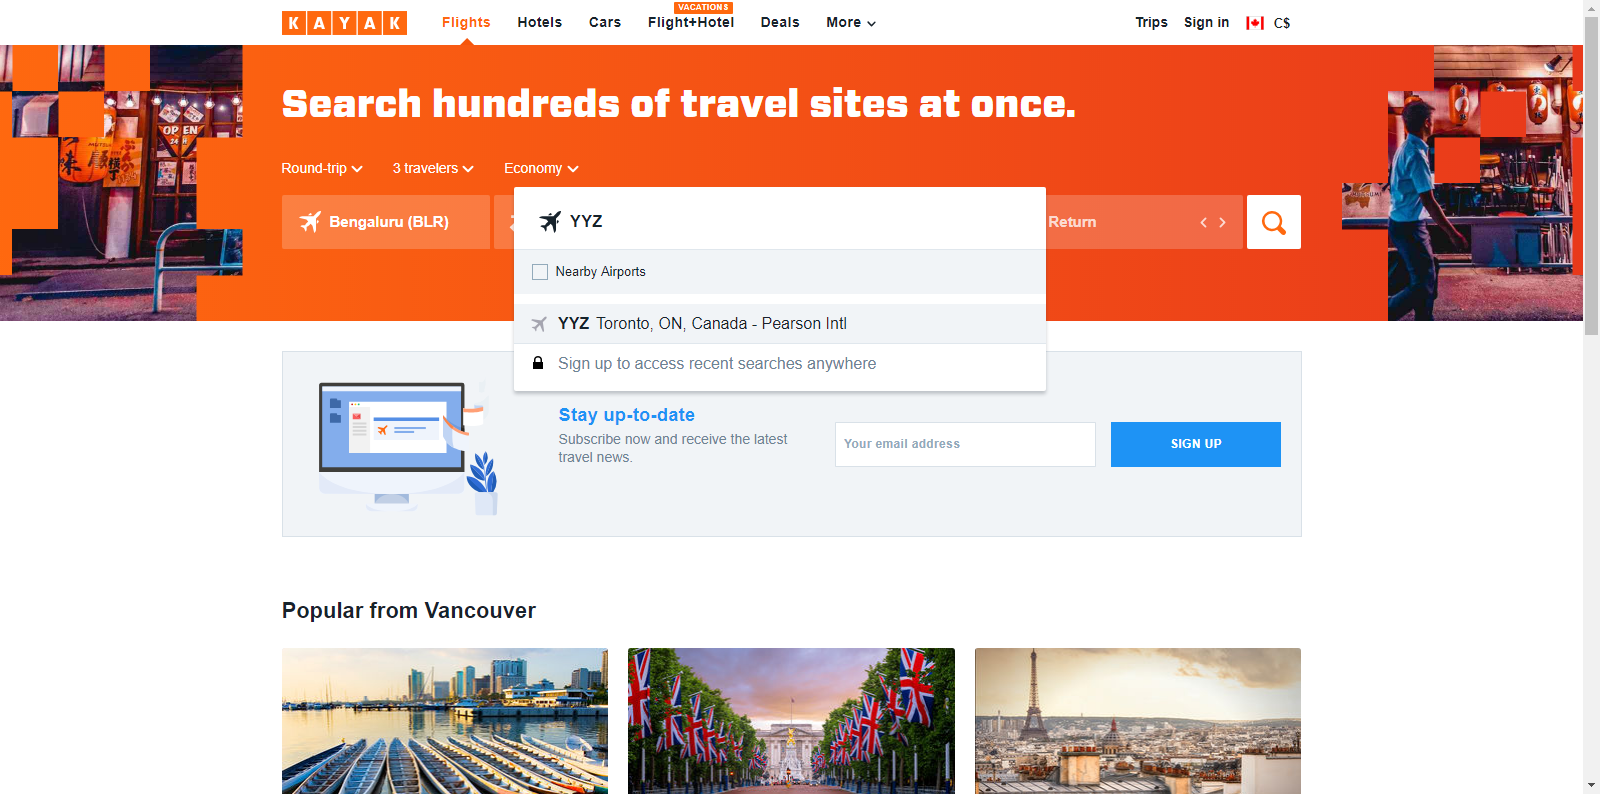 KAYAK
Flights
Hotels
Cars
VACATIONS
Flight+Hotel
Deals
More
Trips
Sign in
C$
Search hundreds of travel sites at once.
OPEN
Round-trip
3 travelers
Economy
Bengaluru (BLR)
YYZ
Return
Nearby Airports
YYZ Toronto, ON, Canada - Pearson Intl
Sign up to access recent searches anywhere
Stay up-to-date
Subscribe now and receive the latest
travel news.
Your email address
SIGN UP
Popular from Vancouver